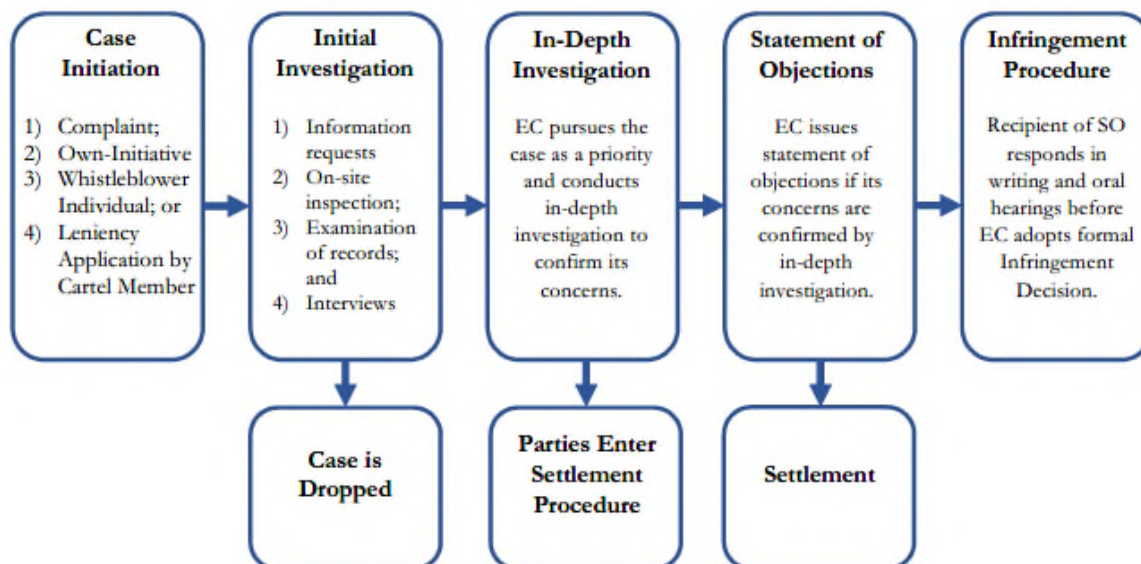 Case
Initiation
1) Complaint;
2) Own-Initiative
3) Whistleblower
Individual; or
4) Leniency
Application by
Cartel Member
Initial
Investigation
1) Information
requests
2) On-site
inspection;
3) Examination
of records;
and
4) Interviews
In-Depth
Investigation
EC pursues the
case as a priority
and conducts
in-depth
investigation to
confirm its
concerns.
Statement of
Objections
EC issues
statement of
objections if its
concerns are
confirmed by
in-depth
investigation.
Infringement
Procedure
Recipient of SO
responds in
writing and oral
hearings before
EC adopts formal
Infringement
Decision.
Case is
Dropped
Parties Enter
Settlement
Procedure
Settlement